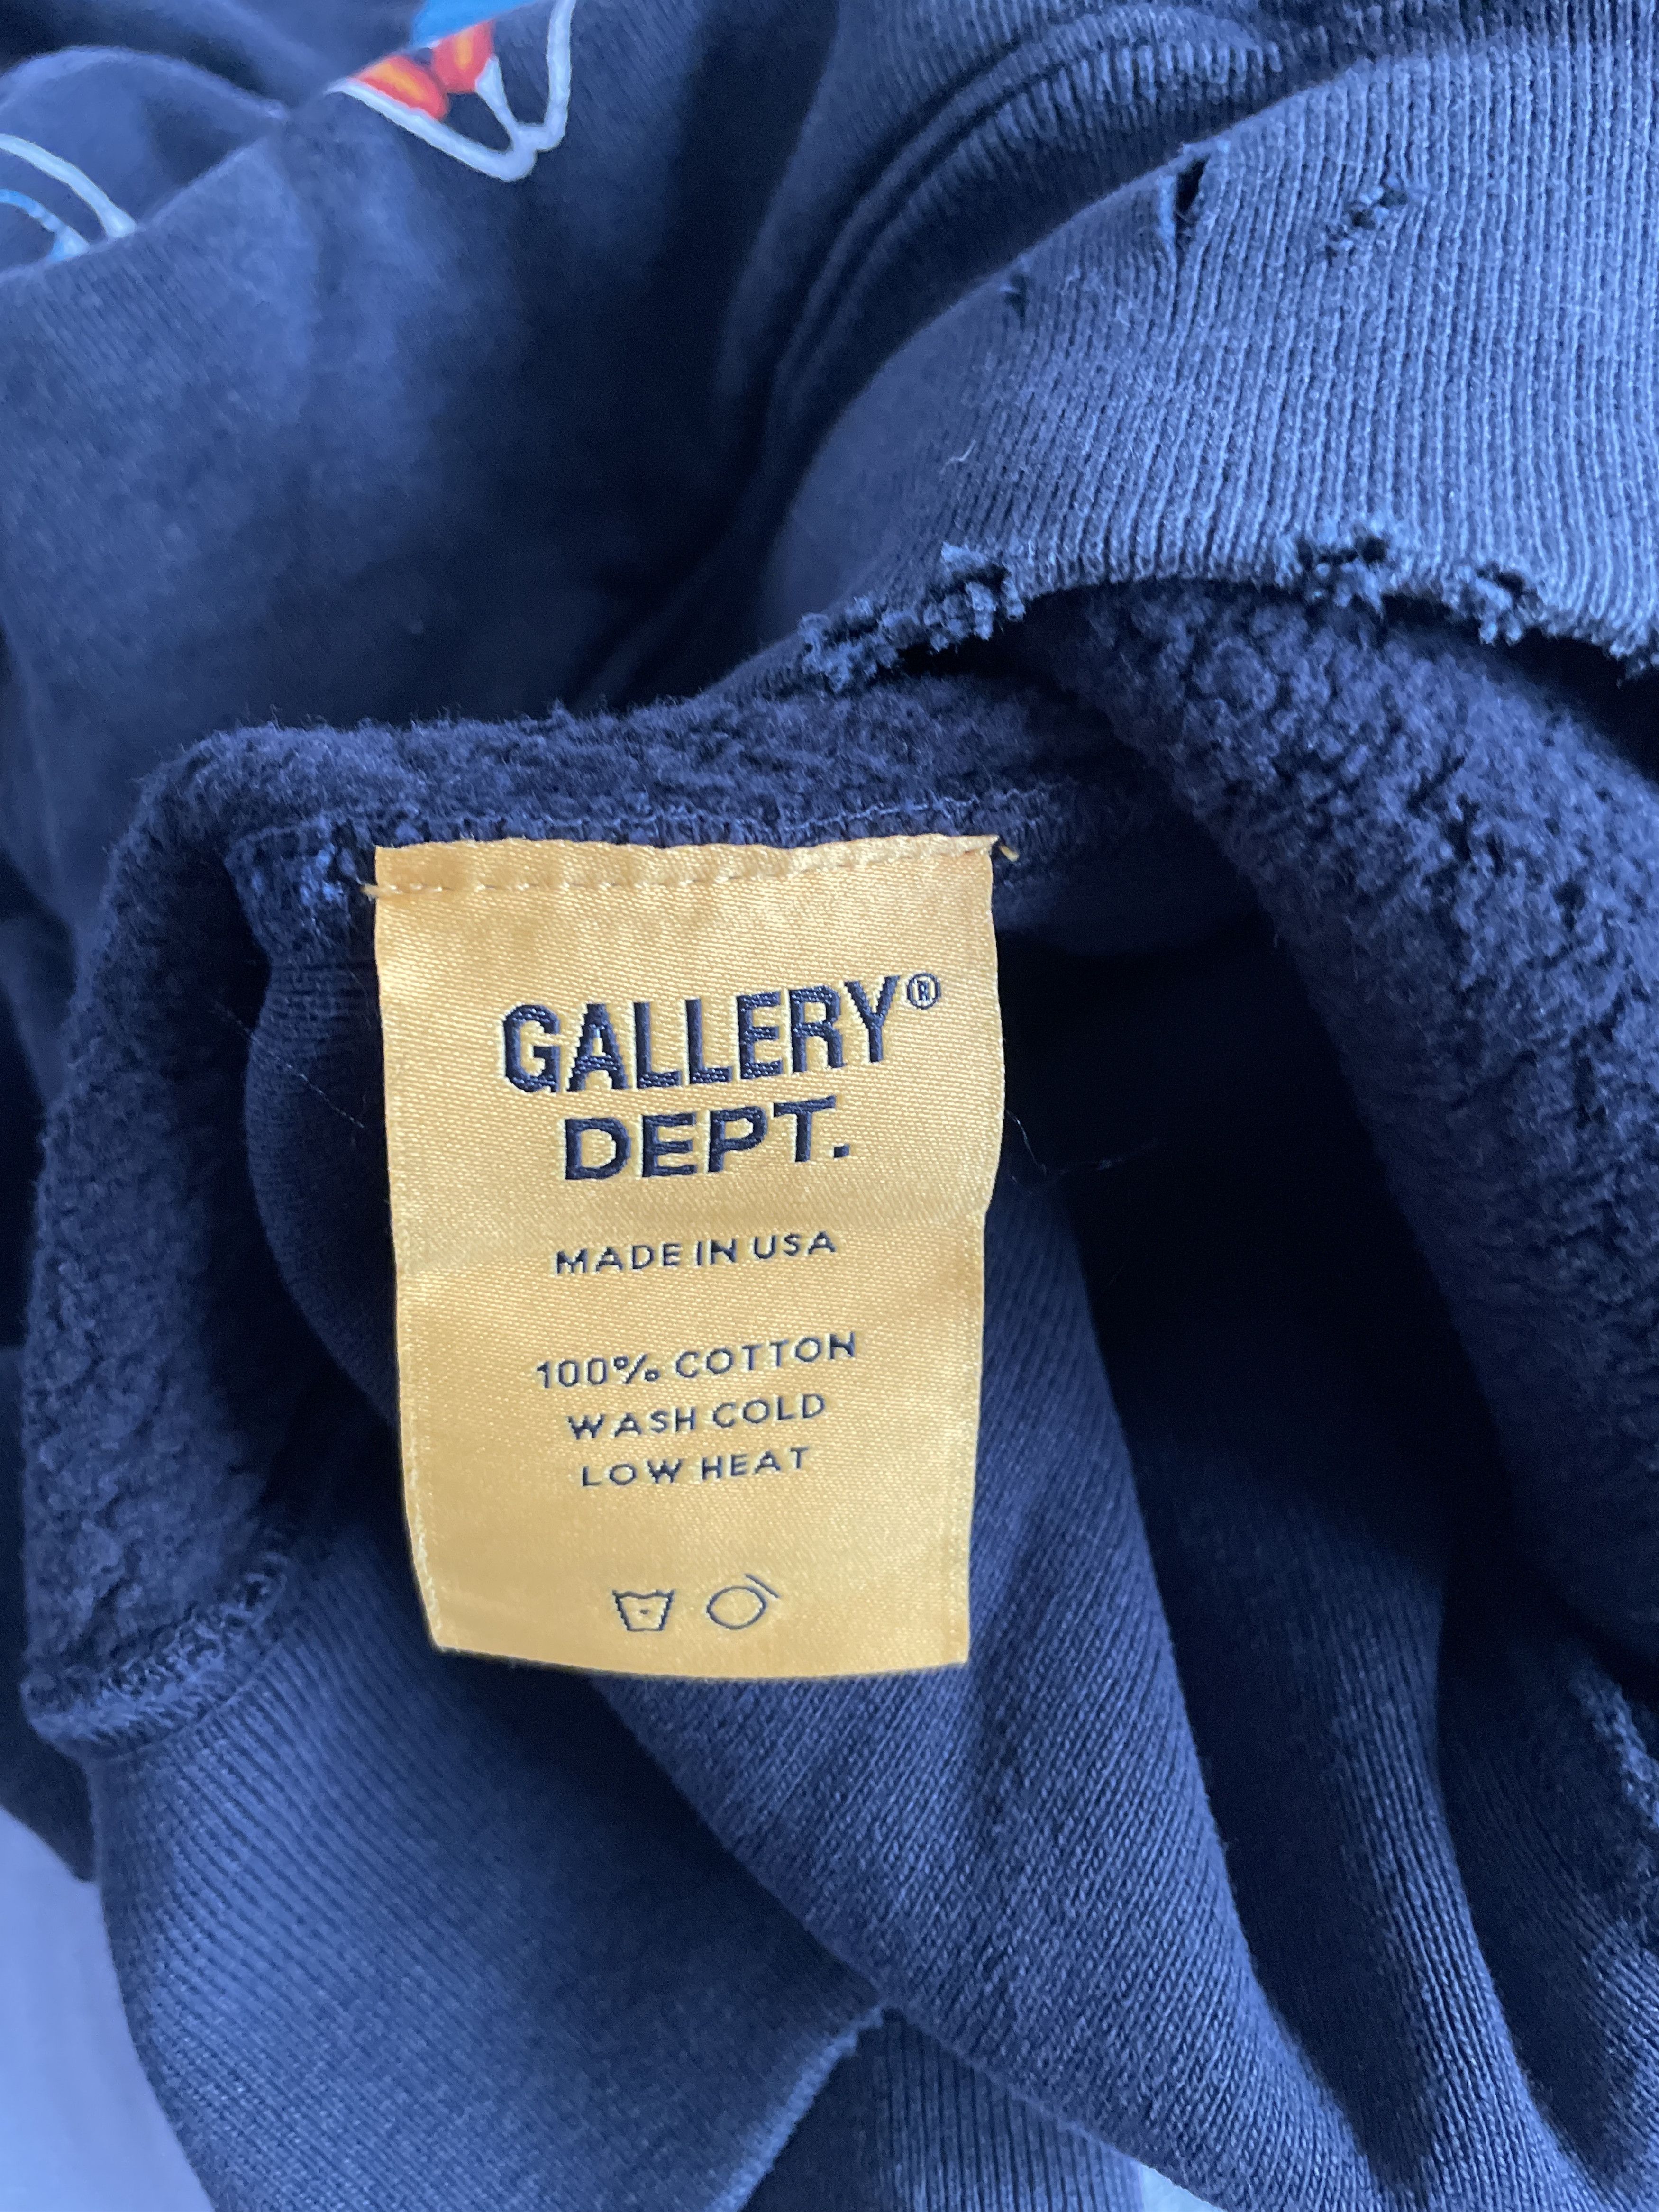 GALLERY®
DEPT.
MADE IN USA
100% COTTON
WASH COLD
LOW HEAT